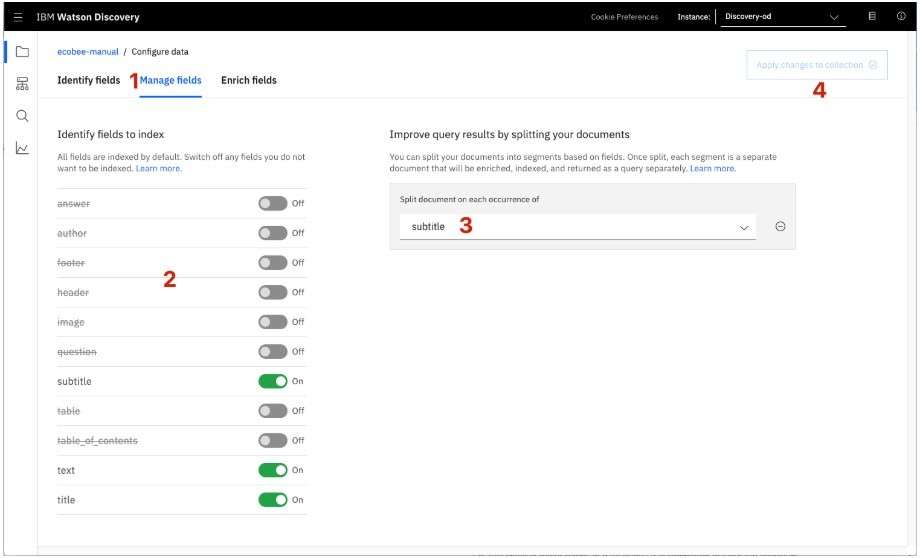 IBM Watson Discovery
Cookie Preferences
Instance:
Discovery-od
ecobee-manual / Configure data
Identify fields
1
Manage fields
Enrich fields
Apply changes to collection
4
Identify fields to index
All fields are indexed by default. Switch off any fields you do not
want to be indexed. Learn more.
answer Off
author Off
footer Off
2
header Off
image Off
question Off
subtitle On
table Off
table_of_contents Off
text On
title On
Improve query results by splitting your documents
You can split your documents into segments based on fields. Once split, each segment is a separate
document that will be enriched, indexed, and returned as a query separately. Learn more.
Split document on each occurrence of
subtitle 3